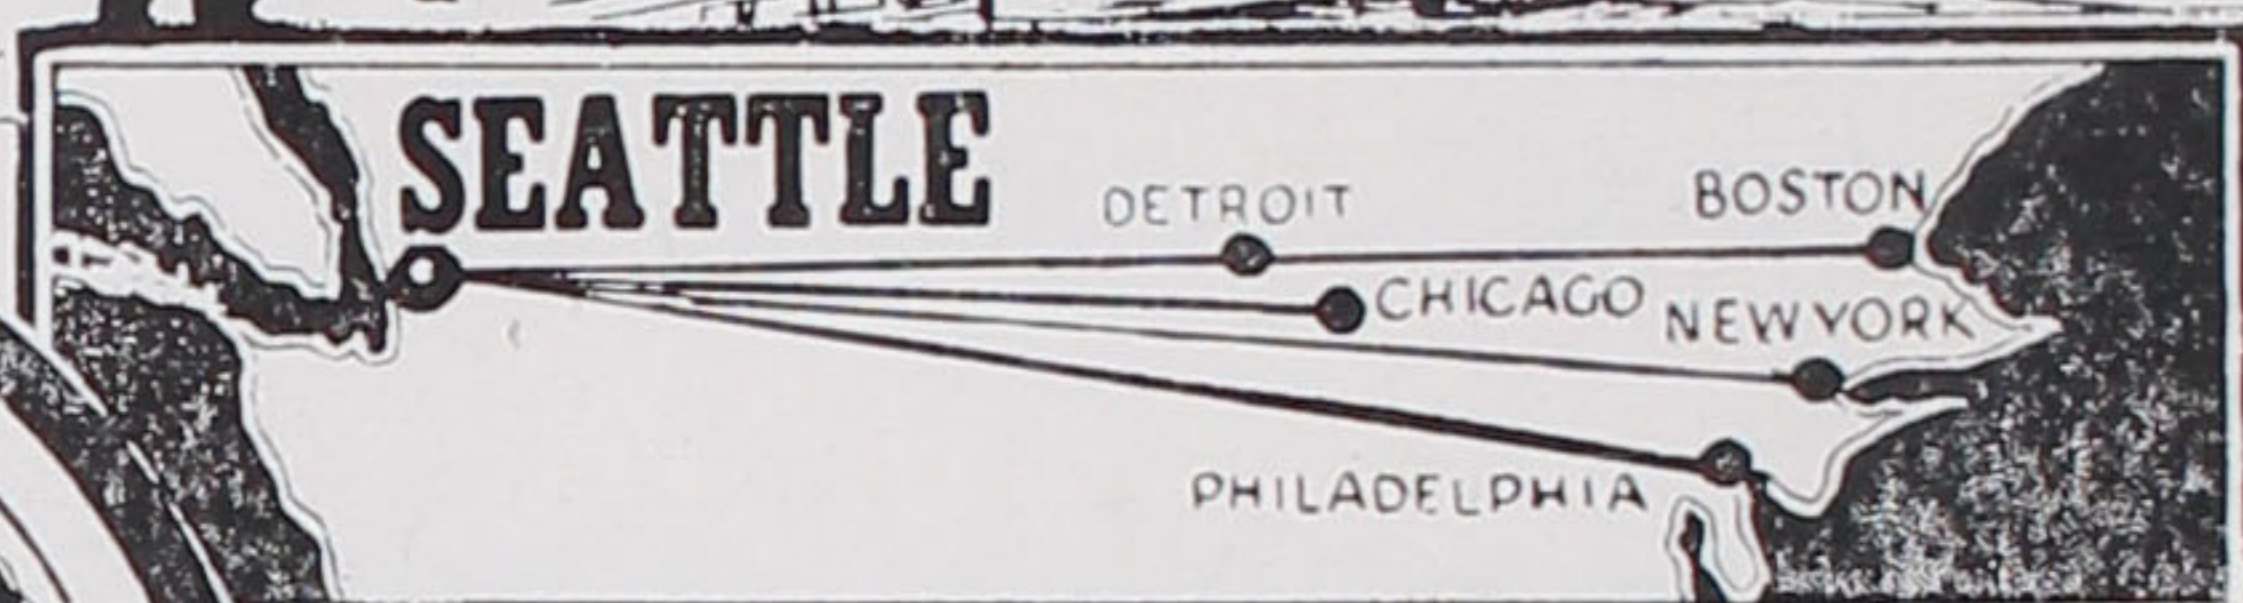 SEATTLE
DETROIT
BOSTON
CHICAGO
NEW YORK
PHILADELPHIA